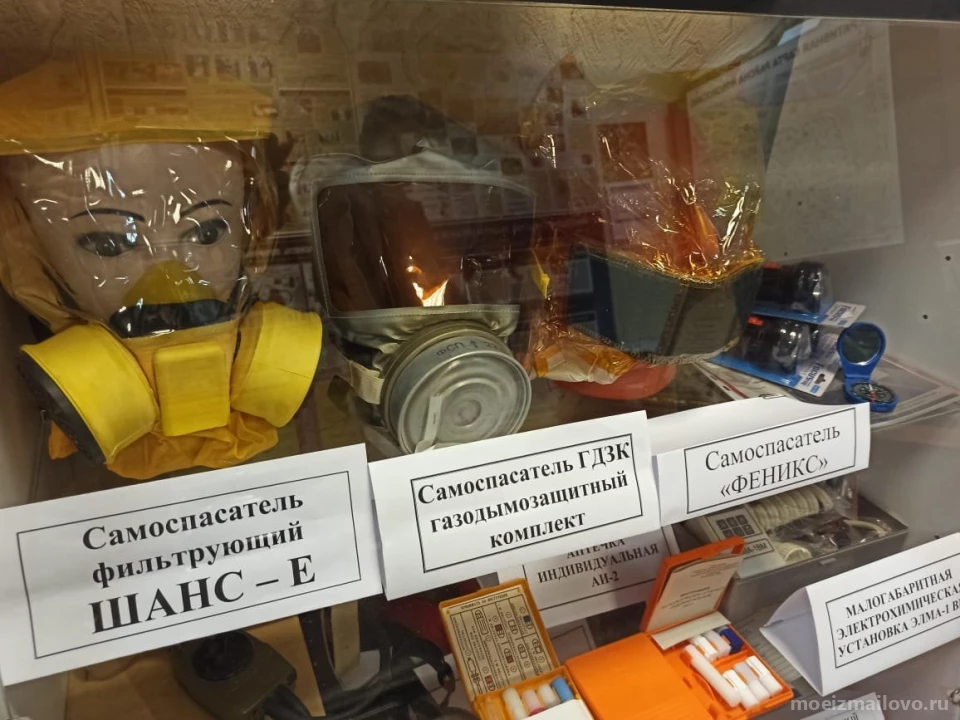 Самоспасатель
фильтрующий
ШАНС – Е
ФСП
Самоспасатель ГДЗК
газодымозащитный
комплект
Самоспасатель
«ФЕНИКС»
АПТЕЧКА
ИНДИВИДУАЛЬНАЯ
АИ-2
МАЛОГАБАРИТНАЯ
ЭЛЕКТРОХИМИЧЕСКАЯ
УСТАНОВКА ЭЛМА-1
moeizmailovo.ru